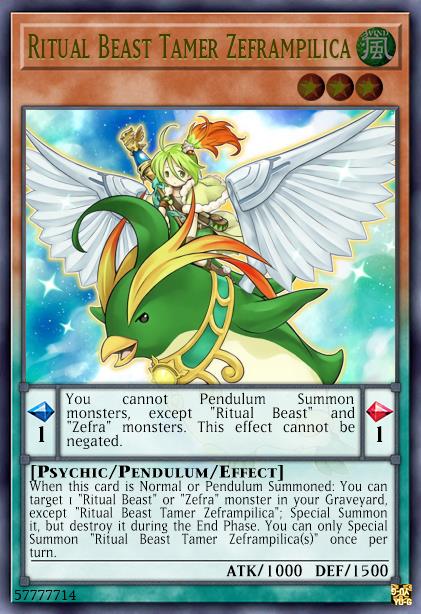 Ritual Beast Tamer Zeframpilica
WIND
風
You cannot Pendulum Summon
monsters, except "Ritual Beast" and
"Zefra" monsters. This effect cannot be
negated.
1
1
[Psychic/Pendulum/Effect]
When this card is Normal or Pendulum Summoned: You can
target 1 "Ritual Beast" or "Zefra" monster in your Graveyard,
except "Ritual Beast Tamer Zeframpilica"; Special Summon
it, but destroy it during the End Phase. You can only Special
Summon "Ritual Beast Tamer Zeframpilica(s)" once per
turn.
ATK/1000 DEF/1500
57777714